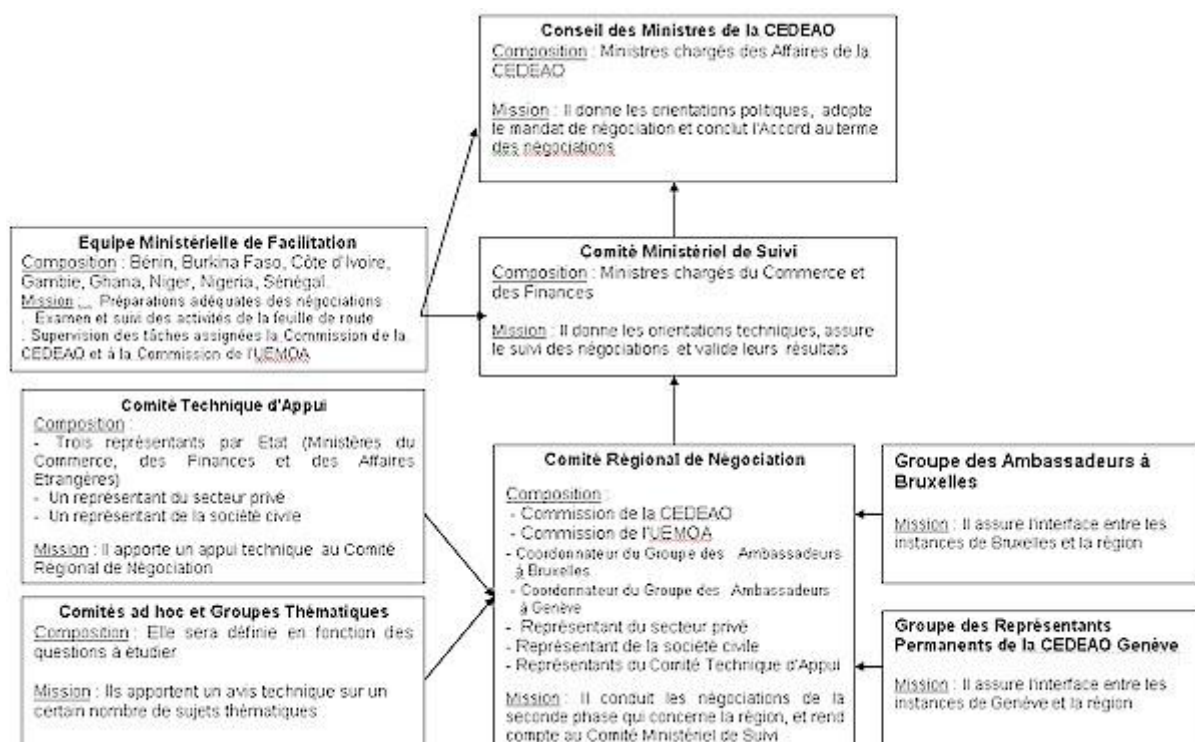 Conseil des Ministres de la CEDEAO
Composition : Ministres chargés des Affaires de la
CEDEAO
Mission : Il donne les orientations politiques, adopte
le mandat de négociation et conclut l'Accord au terme
des négociations
Equipe Ministérielle de Facilitation
Composition : Bénin, Burkina Faso, Côte d'Ivoire,
Gambie, Ghana, Niger, Nigeria, Sénégal.
Mission : . Préparations adéquates des négociations
. Examen et suivi des activités de la feuille de route
. Supervision des tâches assignées la Commission de la
CEDEAO et à la Commission de l'UEMOA
Comité Ministériel de Suivi
Composition : Ministres chargés du Commerce et
des Finances
Mission : Il donne les orientations techniques, assure
le suivi des négociations et valide leurs résultats
Comité Technique d'Appui
Composition :
- Trois représentants par Etat (Ministères du
Commerce, des Finances et des Affaires
Etrangères)
- Un représentant du secteur privé
- Un représentant de la société civile
Mission : Il apporte un appui technique au Comité
Régional de Négociation
Comités ad hoc et Groupes Thématiques
Composition : Elle sera définie en fonction des
questions à étudier
Mission : Ils apportent un avis technique sur un
certain nombre de sujets thématiques
Comité Régional de Négociation
Composition :
- Commission de la CEDEAO
- Commission de l'UEMOA
- Coordonnateur du Groupe des Ambassadeurs
à Bruxelles
- Coordonnateur du Groupe des Ambassadeurs
à Genève
- Représentant du secteur privé
- Représentant de la société civile
- Représentants du Comité Technique d'Appui
Mission : Il conduit les négociations de la
seconde phase qui concerne la région, et rend
compte au Comité Ministériel de Suivi
Groupe des Ambassadeurs à
Bruxelles
Mission : Il assure l'interface entre les
instances de Bruxelles et la région
Groupe des Représentants
Permanents de la CEDEAO Genève
Mission : Il assure l'interface entre les
instances de Genève et la région